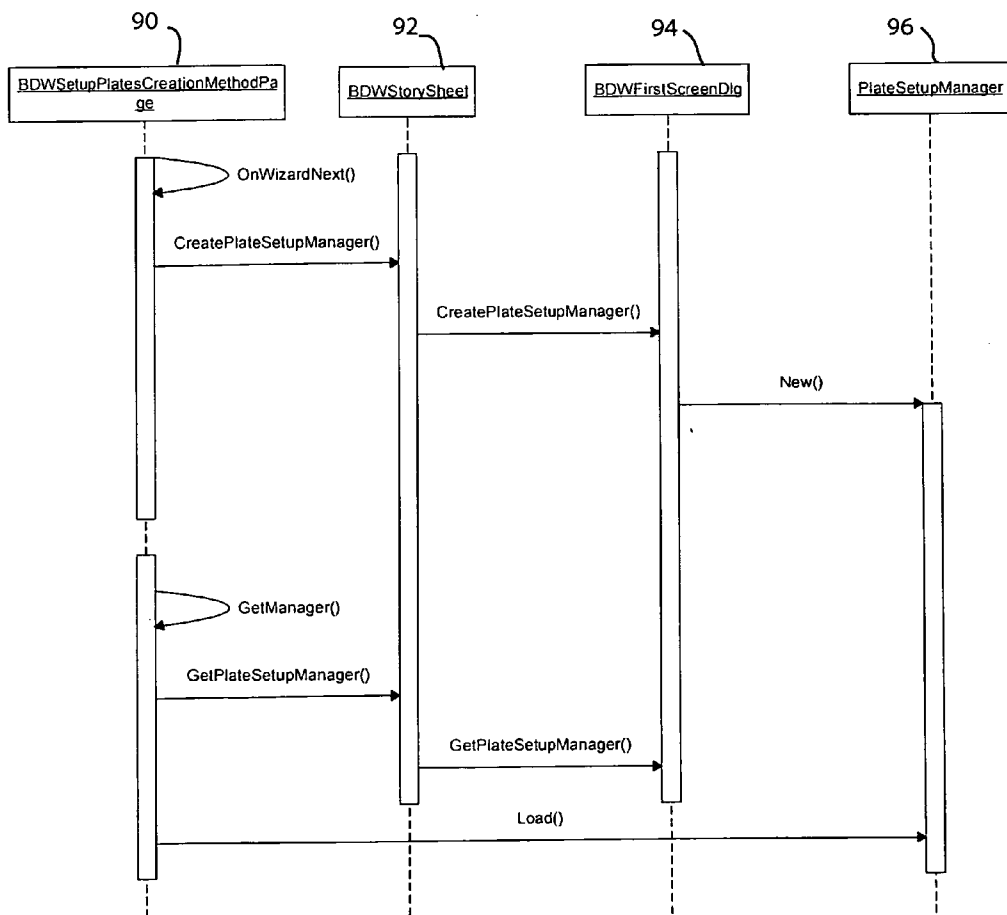 90
92
94
96
BDWSetupPlatesCreationMethodPa
ge
BDWStorySheet
BDWFirstScreenDlg
PlateSetupManager
OnWizardNext()
CreatePlateSetupManager()
CreatePlateSetupManager()
New()
GetManager()
GetPlateSetupManager()
GetPlateSetupManager()
Load()